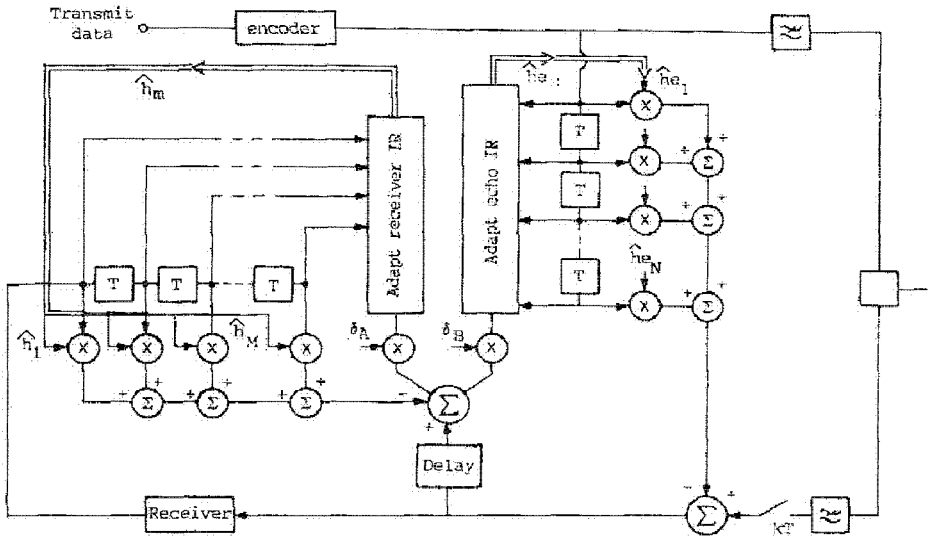 Transmit
data
encoder
ĥm
ĥe
ĥe1
Adapt receiver IR
Adapt echo IR
T
T
T
T
T
T
X
X
X
X
Σ
Σ
Σ
ĥeN
ĥ1
ĥM
X
X
X
X
δA
X
δB
X
Σ
Σ
Σ
Σ
Delay
Receiver
Σ
KT
+
+
+
+
+
+
+
+
+
+
+
+
-
+
-
+